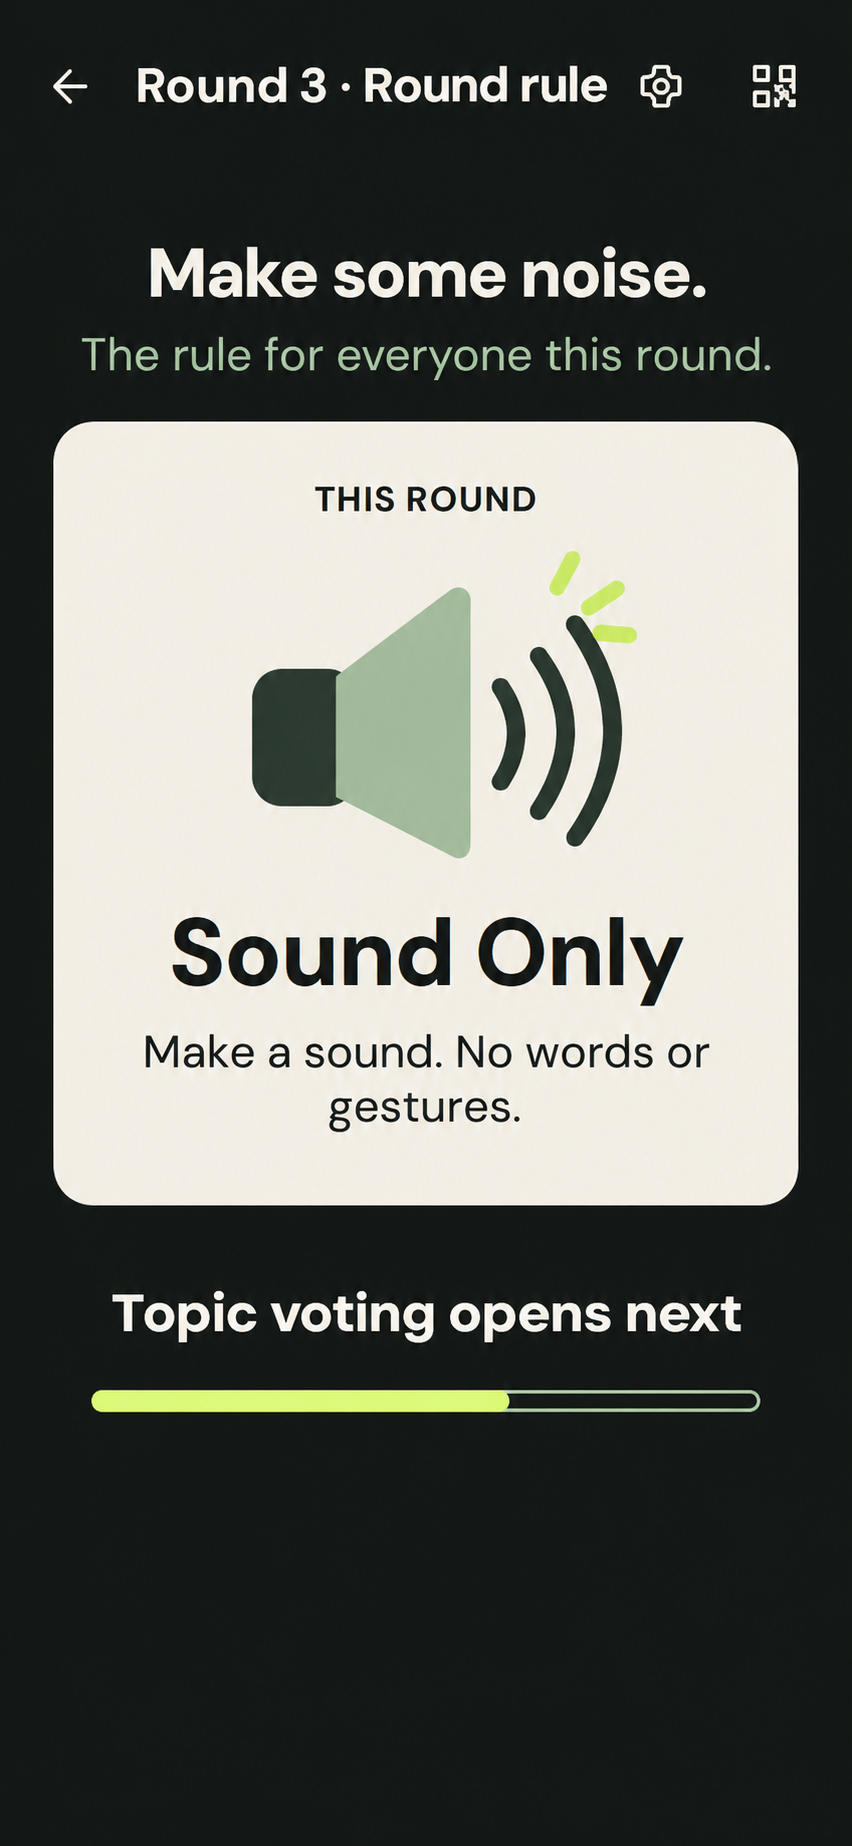 Round 3 · Round rule
Make some noise.
The rule for everyone this round.
THIS ROUND
Sound Only
Make a sound. No words or
gestures.
Topic voting opens next